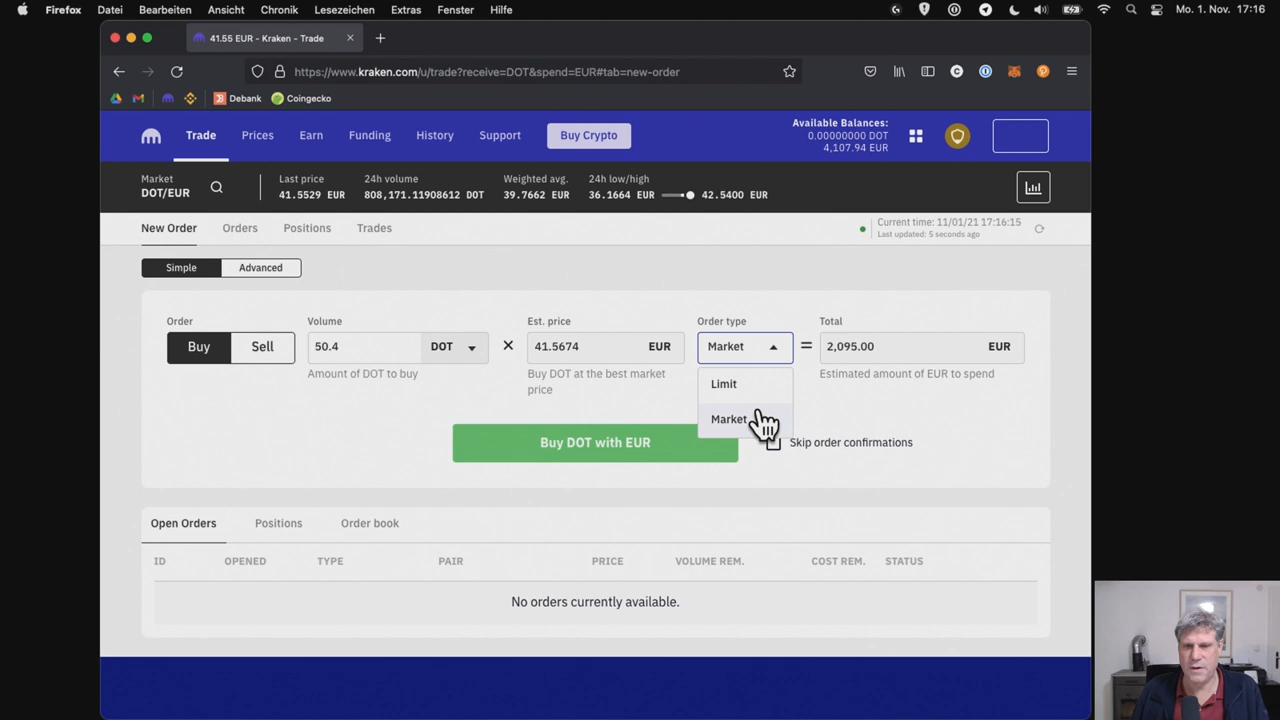 Firefox Datei Bearbeiten Ansicht Chronik Lesezeichen Extras Fenster Hilfe Mo. 1. Nov. 17:16
41.55 EUR - Kraken - Trade
https://www.kraken.com/u/trade?receive=DOT&spend=EUR#tab=new-order
Debank Coingecko
Trade Prices Earn Funding History Support Buy Crypto
Available Balances:
0.00000000 DOT
4,107.94 EUR
Market Last price 24h volume Weighted avg. 24h low/high
DOT/EUR 41.5529 EUR 808,171.11908612 DOT 39.7662 EUR 36.1664 EUR 42.5400 EUR
New Order Orders Positions Trades
Current time: 11/01/21 17:16:15
Last updated: 5 seconds ago
Simple Advanced
Order Volume Est. price Order type Total
Buy Sell 50.4 DOT × 41.5674 EUR Market = 2,095.00 EUR
Amount of DOT to buy
Buy DOT at the best market
price
Limit
Market
Estimated amount of EUR to spend
Buy DOT with EUR
Skip order confirmations
Open Orders Positions Order book
ID OPENED TYPE PAIR PRICE VOLUME REM. COST REM. STATUS
No orders currently available.